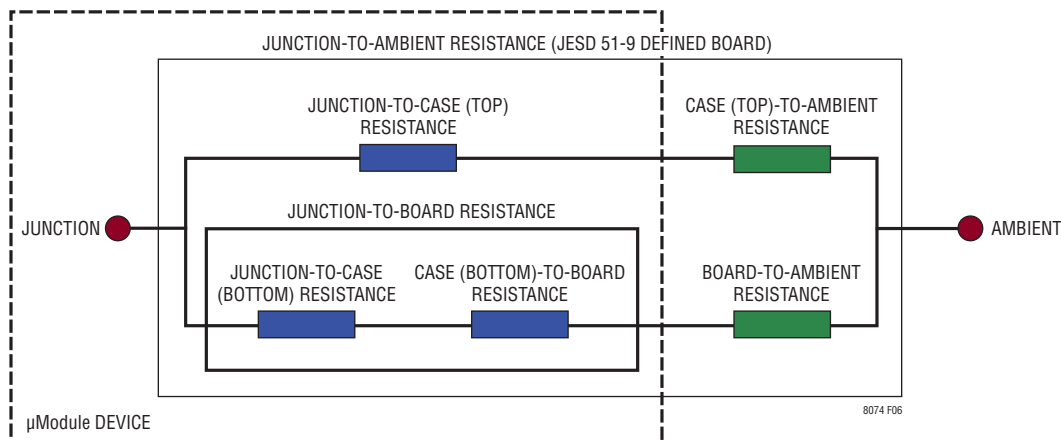 JUNCTION-TO-AMBIENT RESISTANCE (JESD 51-9 DEFINED BOARD)
JUNCTION-TO-CASE (TOP)
RESISTANCE
CASE (TOP)-TO-AMBIENT
RESISTANCE
JUNCTION-TO-BOARD RESISTANCE
JUNCTION
AMBIENT
JUNCTION-TO-CASE
(BOTTOM) RESISTANCE
CASE (BOTTOM)-TO-BOARD
RESISTANCE
BOARD-TO-AMBIENT
RESISTANCE
8074 F06
µModule DEVICE